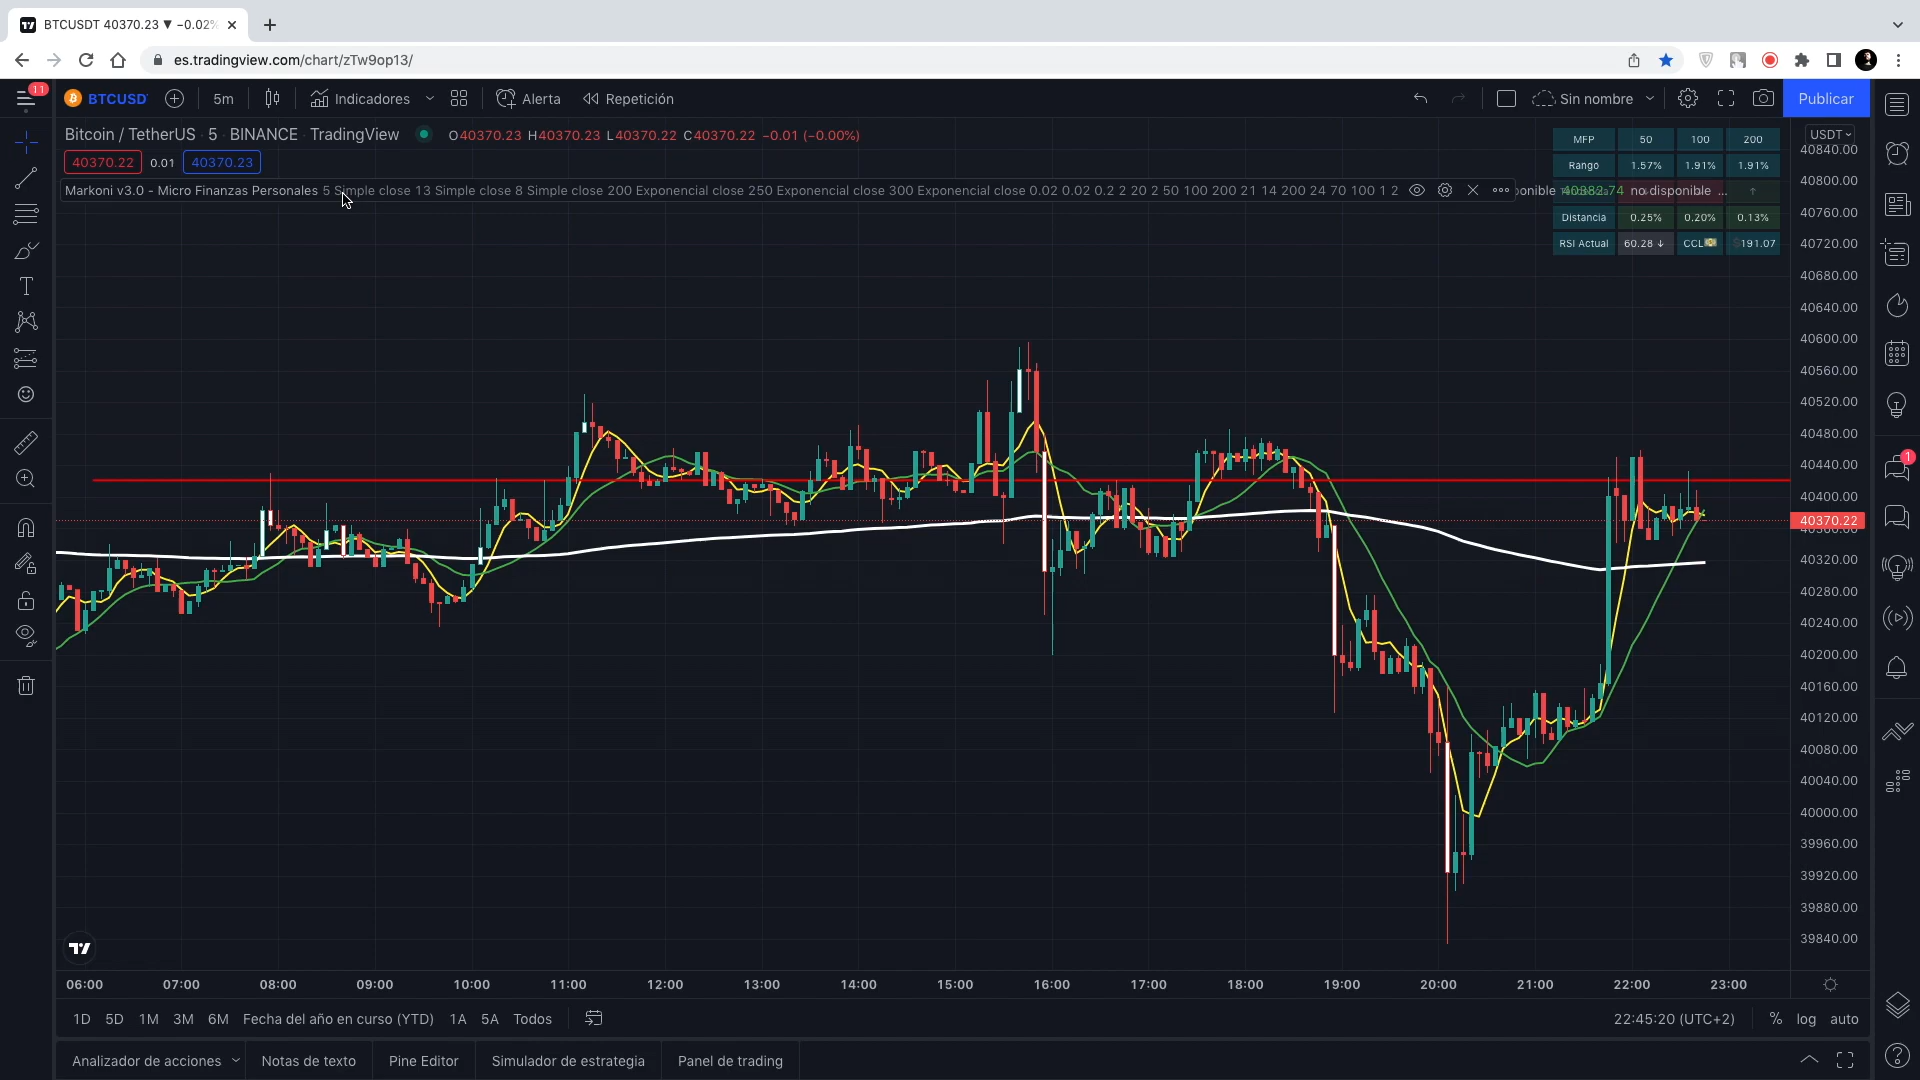 BTCUSDT 40370.23 ▼ −0.02%
es.tradingview.com/chart/zTw9op13/
11
BTCUSD 5m Indicadores Alerta Repetición Sin nombre Publicar
Bitcoin / TetherUS · 5 · BINANCE · TradingView O40370.23 H40370.23 L40370.22 C40370.22 −0.01 (−0.00%)
40370.22 0.01 40370.23
Markoni v3.0 - Micro Finanzas Personales 5 Simple close 13 Simple close 8 Simple close 200 Exponencial close 250 Exponencial close 300 Exponencial close 0.02 0.02 0.2 2 20 2 50 100 200 21 14 200 24 70 100 1 2 ponible 40382.74 no disponible ...
MFP 50 100 200
Rango 1.57% 1.91% 1.91%
↑
Distancia 0.25% 0.20% 0.13%
RSI Actual 60.28 ↓ CCL 191.07
USDT
40840.00
40800.00
40760.00
40720.00
40680.00
40640.00
40600.00
40560.00
40520.00
40480.00
40440.00
40400.00
40370.22
40360.00
40320.00
40280.00
40240.00
40200.00
40160.00
40120.00
40080.00
40040.00
40000.00
39960.00
39920.00
39880.00
39840.00
1
06:00 07:00 08:00 09:00 10:00 11:00 12:00 13:00 14:00 15:00 16:00 17:00 18:00 19:00 20:00 21:00 22:00 23:00
1D 5D 1M 3M 6M Fecha del año en curso (YTD) 1A 5A Todos 22:45:20 (UTC+2) % log auto
Analizador de acciones Notas de texto Pine Editor Simulador de estrategia Panel de trading